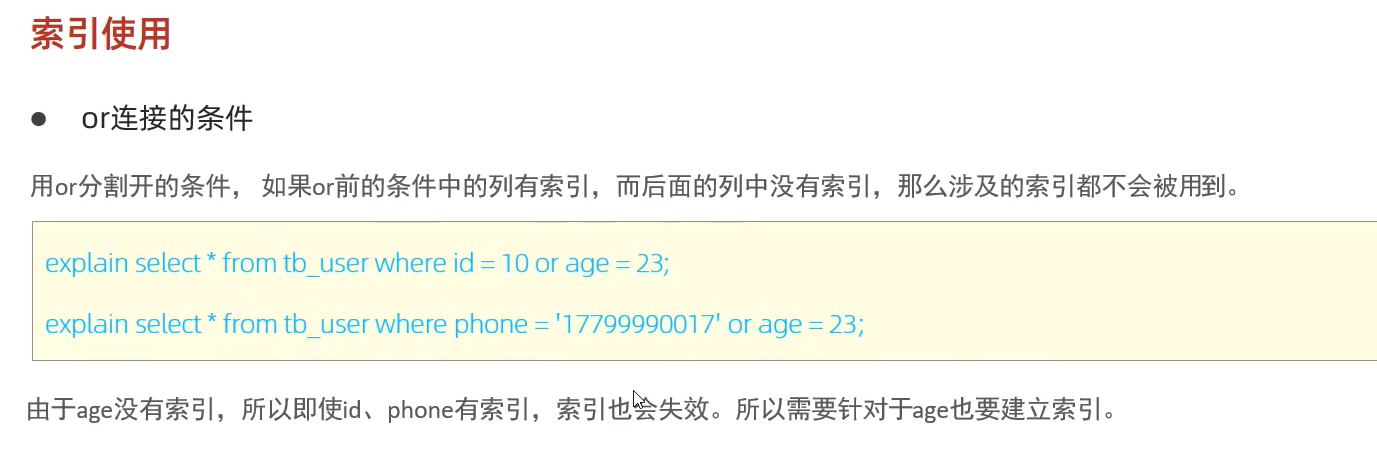 索引使用
● or连接的条件
用or分割开的条件， 如果or前的条件中的列有索引，而后面的列中没有索引，那么涉及的索引都不会被用到。
explain select * from tb_user where id = 10 or age = 23;
explain select * from tb_user where phone = '17799990017' or age = 23;
由于age没有索引，所以即使id、phone有索引，索引也会失效。所以需要针对于age也要建立索引。